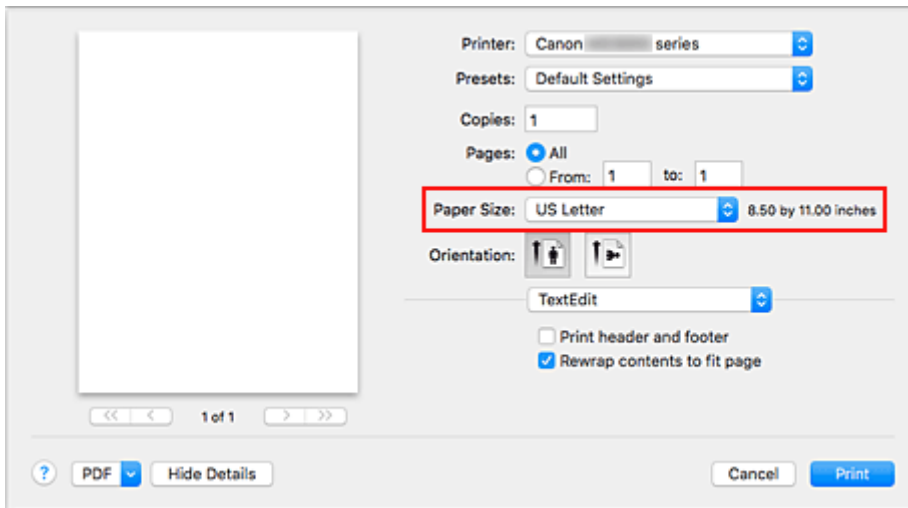 Printer: Canon series
Presets: Default Settings
Copies: 1
Pages: All
From: 1 to: 1
Paper Size: US Letter 8.50 by 11.00 inches
Orientation:
TextEdit
Print header and footer
Rewrap contents to fit page
<< < 1 of 1 > >>
? PDF Hide Details Cancel Print